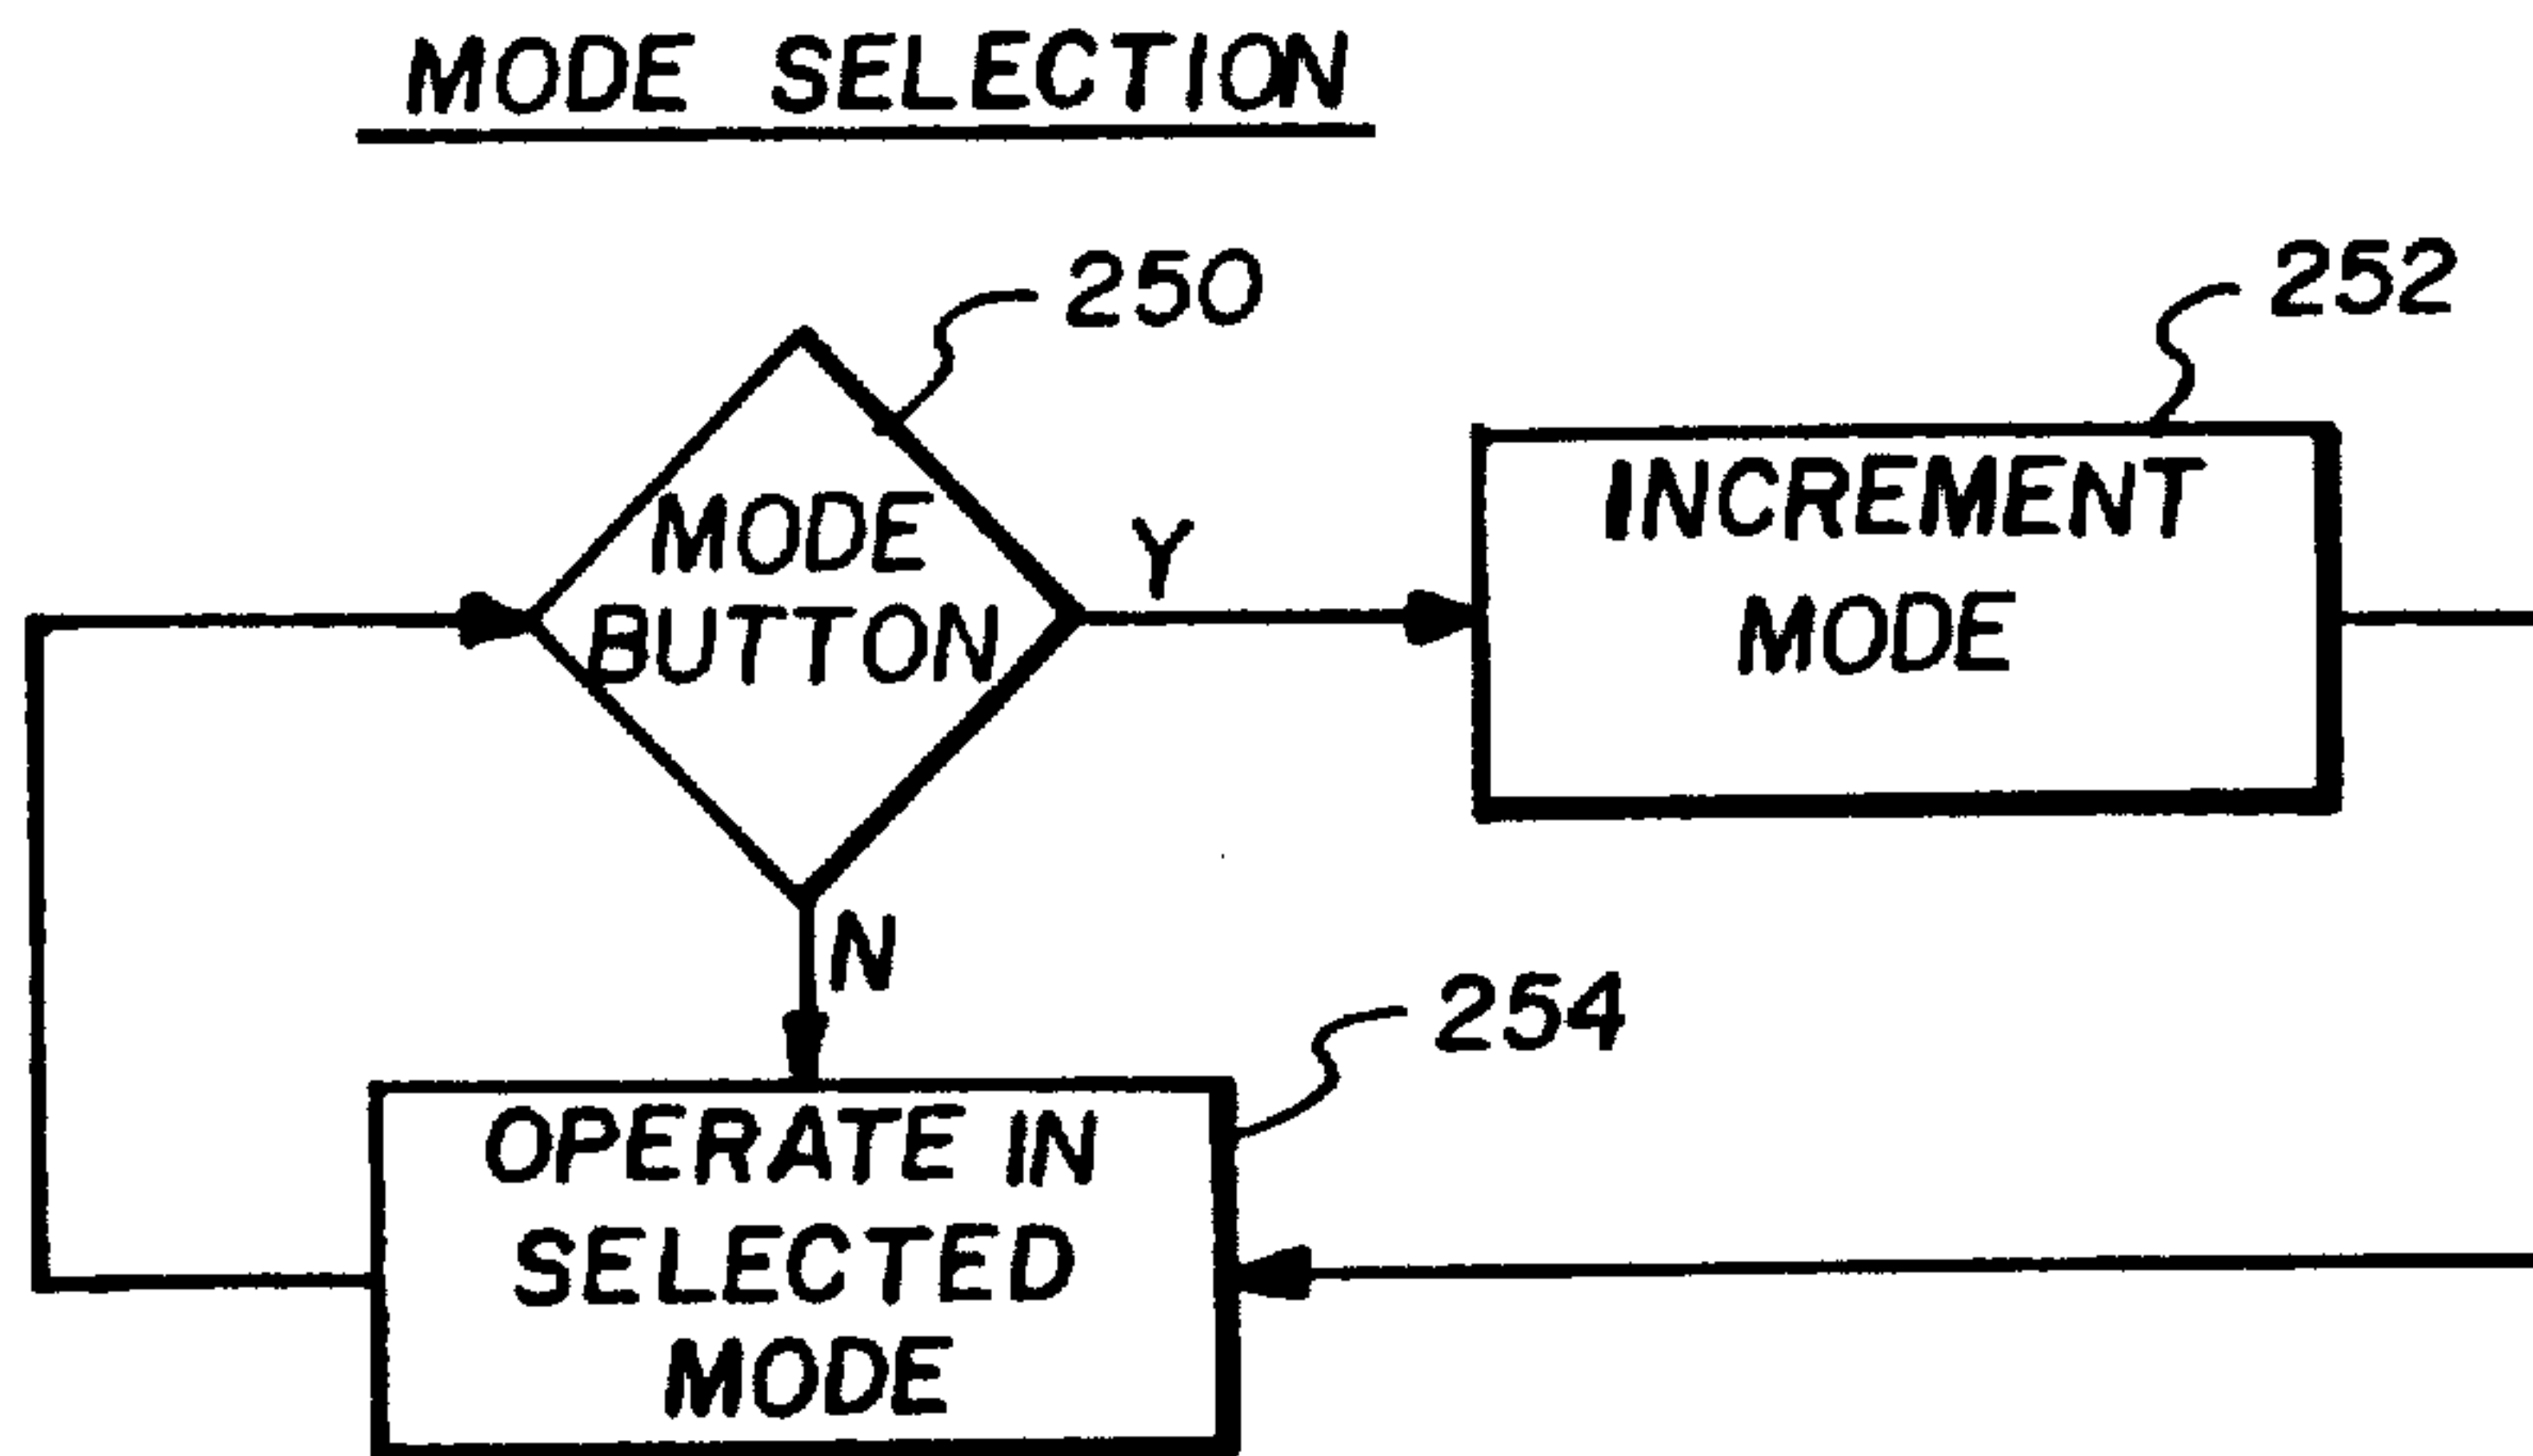 MODE SELECTION
250
252
MODE
BUTTON
Y
INCREMENT
MODE
N
254
OPERATE IN
SELECTED
MODE